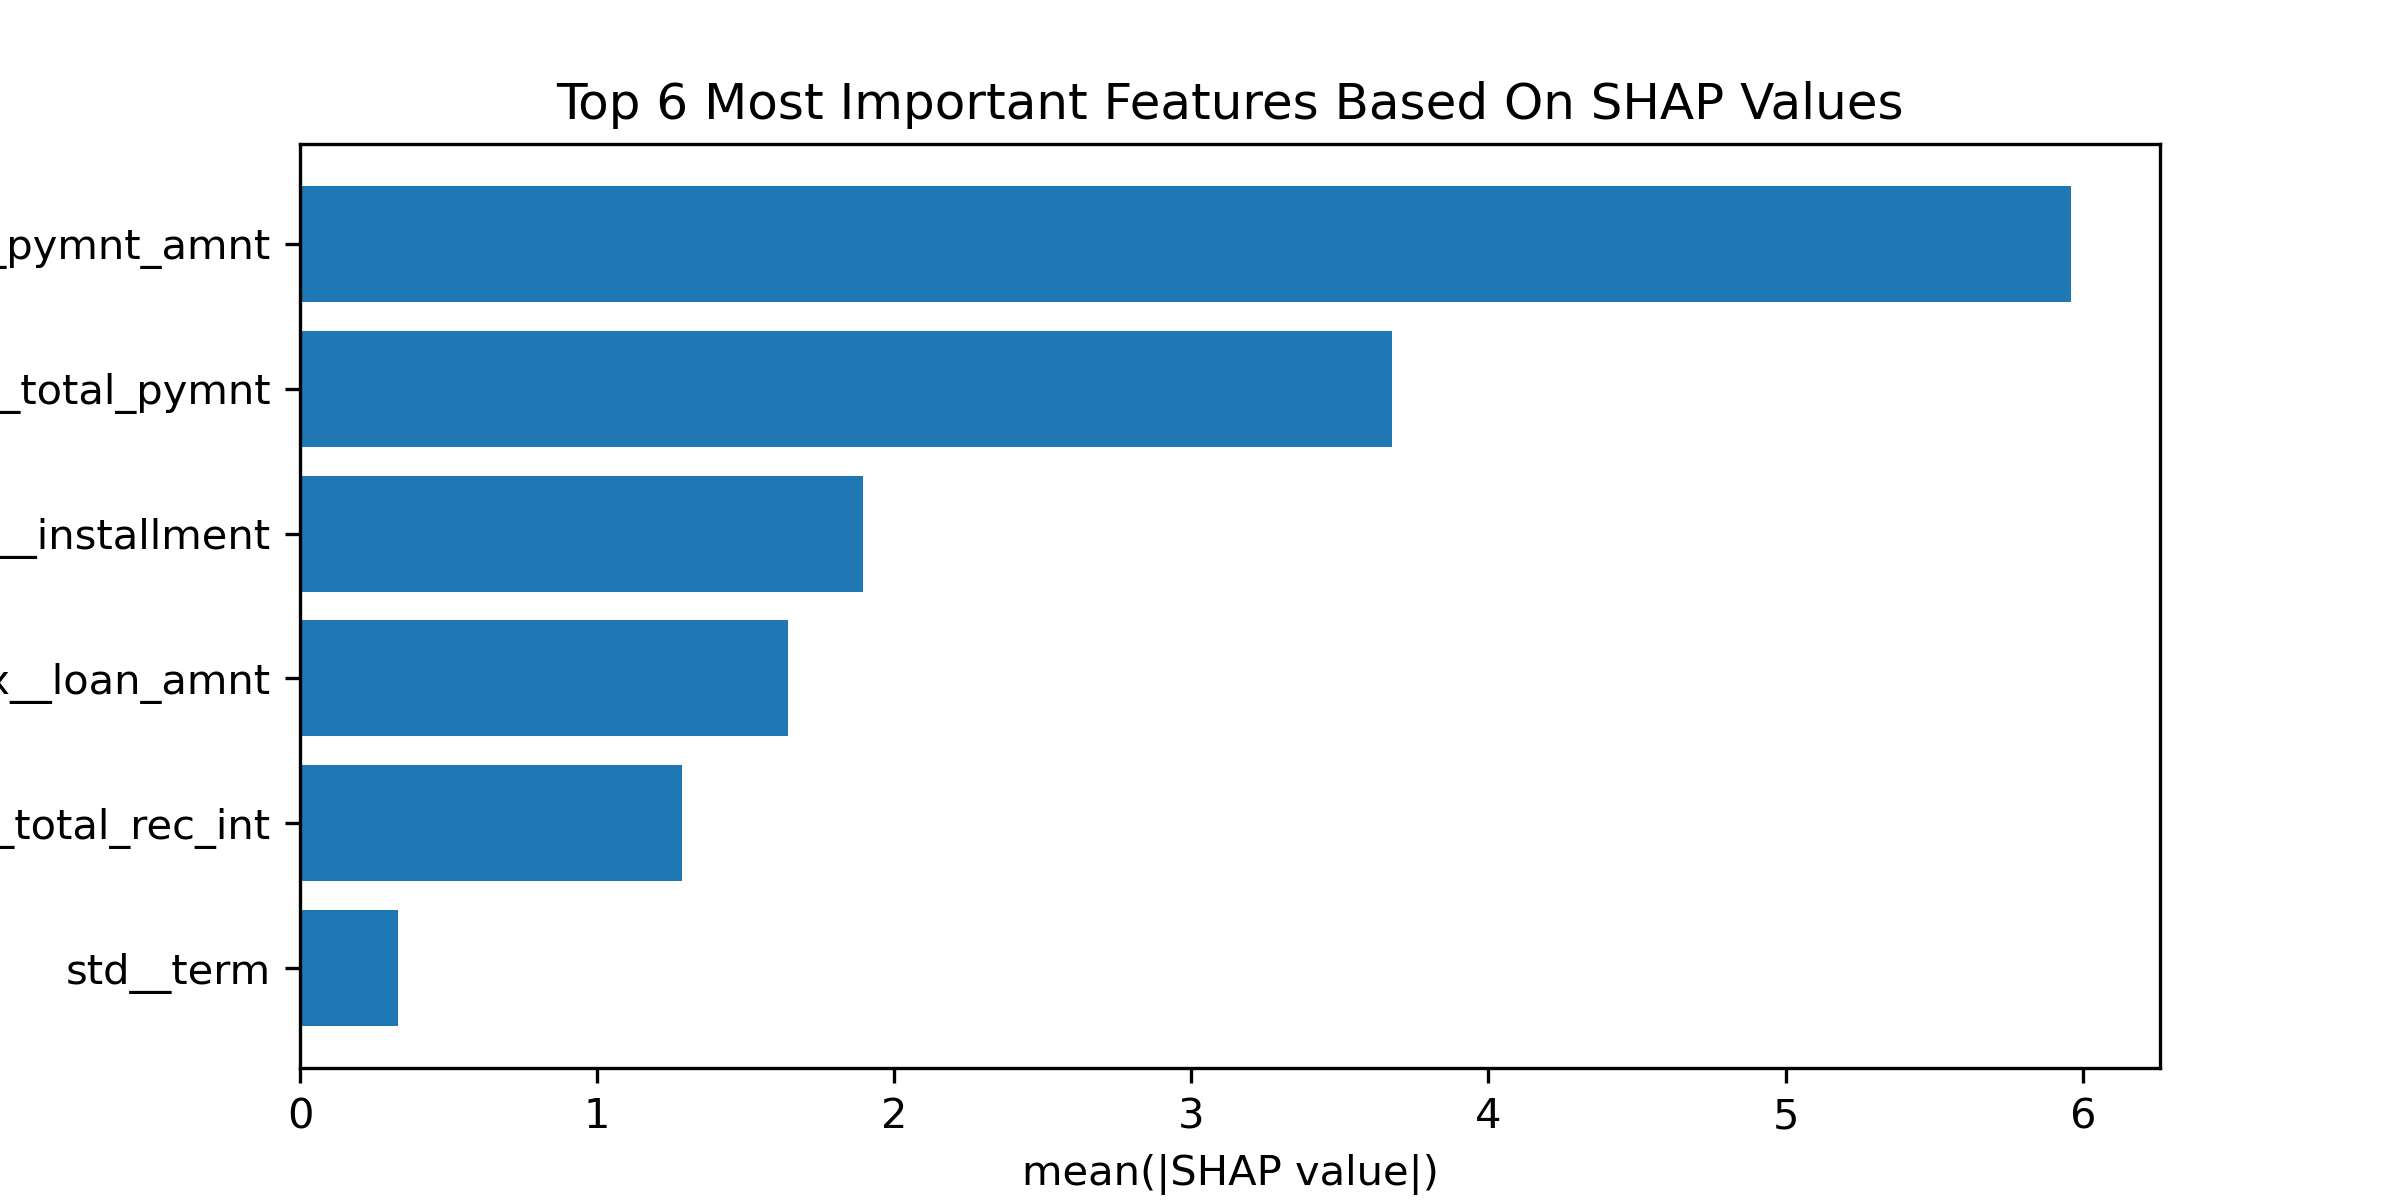 Top 6 Most Important Features Based On SHAP Values
_pymnt_amnt
_total_pymnt
__installment
x__loan_amnt
_total_rec_int
std__term
0 1 2 3 4 5 6
mean(|SHAP value|)